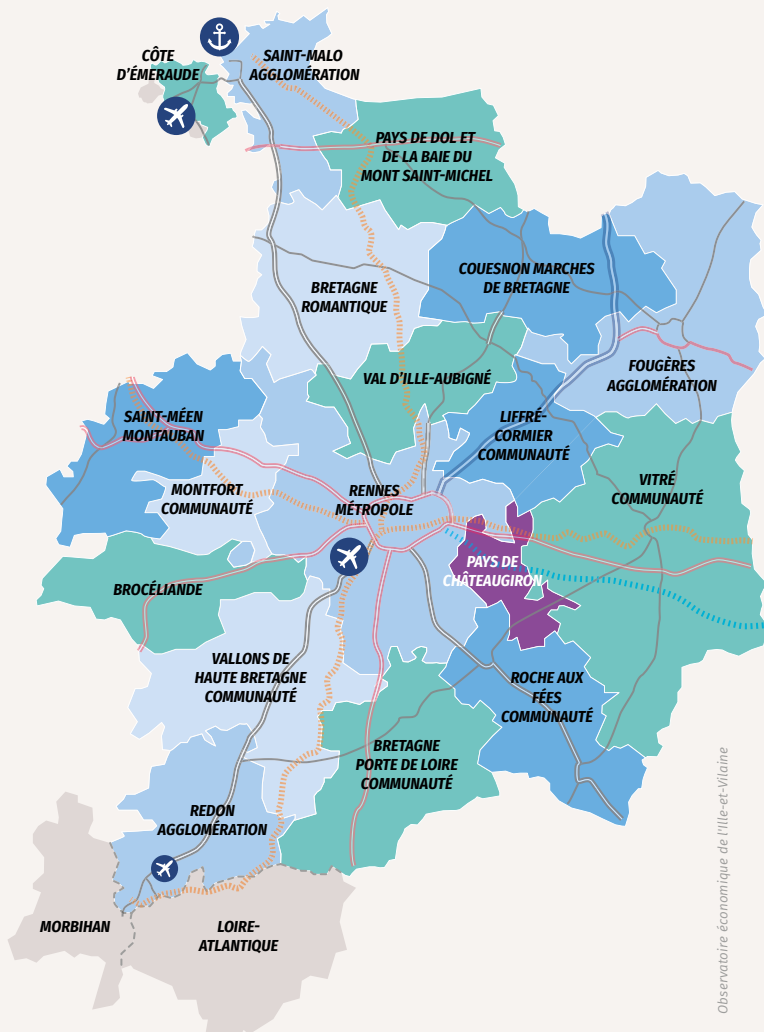 CÔTE
D'ÉMERAUDE
SAINT-MALO
AGGLOMÉRATION
PAYS DE DOL ET
DE LA BAIE DU
MONT SAINT-MICHEL
BRETAGNE
ROMANTIQUE
COUESNON MARCHES
DE BRETAGNE
VAL D'ILLE-AUBIGNÉ
FOUGÈRES
AGGLOMÉRATION
SAINT-MÉEN
MONTAUBAN
LIFFRÉ-
CORMIER
COMMUNAUTÉ
MONTFORT
COMMUNAUTÉ
RENNES
MÉTROPOLE
VITRÉ
COMMUNAUTÉ
PAYS DE
CHÂTEAUGIRON
BROCÉLIANDE
VALLONS DE
HAUTE BRETAGNE
COMMUNAUTÉ
ROCHE AUX
FÉES
COMMUNAUTÉ
BRETAGNE
PORTE DE LOIRE
COMMUNAUTÉ
REDON
AGGLOMÉRATION
MORBIHAN
LOIRE-
ATLANTIQUE
Observatoire économique de l'Ille-et-Vilaine